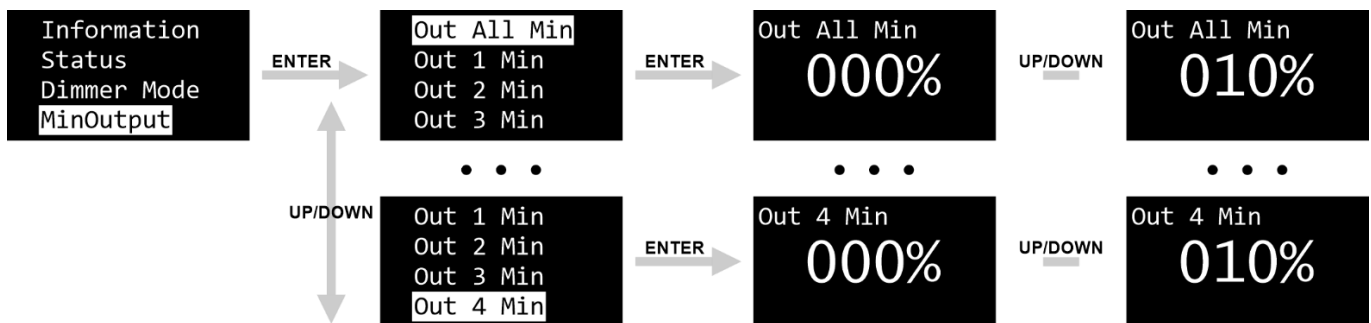 Information
Status
Dimmer Mode
MinOutput
ENTER
Out All Min
Out 1 Min
Out 2 Min
Out 3 Min
ENTER
Out All Min
000%
UP/DOWN
Out All Min
010%
• • •
• • •
• • •
UP/DOWN
Out 1 Min
Out 2 Min
Out 3 Min
Out 4 Min
ENTER
Out 4 Min
000%
UP/DOWN
Out 4 Min
010%